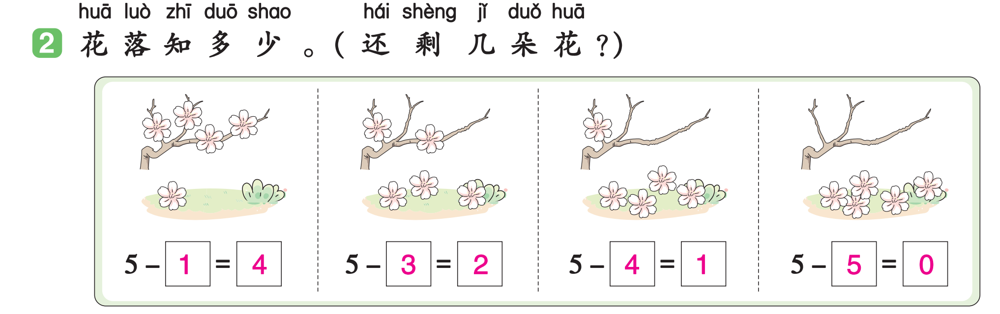 huā luò zhī duō shao hái shèng jǐ duǒ huā
2 花落知多少。(还剩几朵花?)
5 - 1 = 4 5 - 3 = 2 5 - 4 = 1 5 - 5 = 0